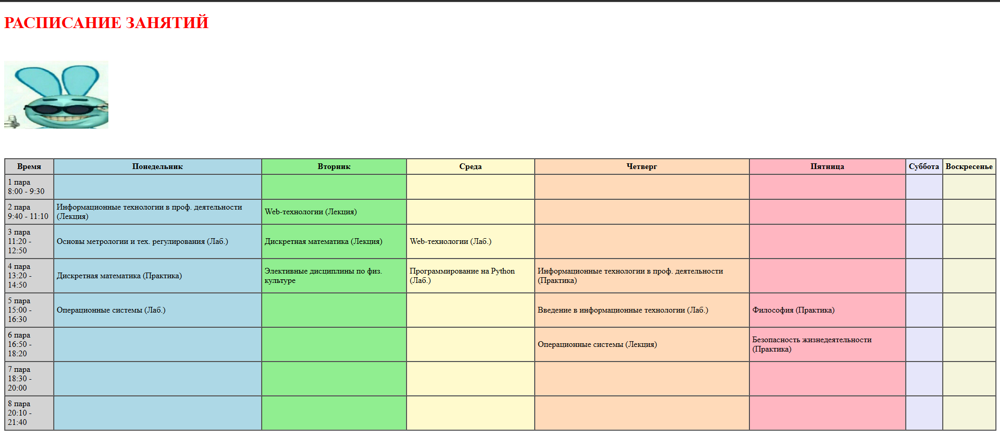 РАСПИСАНИЕ ЗАНЯТИЙ
Время Понедельник Вторник Среда Четверг Пятница Суббота Воскресенье
1 пара
8:00 - 9:30
2 пара
9:40 - 11:10
Информационные технологии в проф. деятельности
(Лекция)
Web-технологии (Лекция)
3 пара
11:20 -
12:50
Основы метрологии и тех. регулирования (Лаб.)
Дискретная математика (Лекция)
Web-технологии (Лаб.)
4 пара
13:20 -
14:50
Дискретная математика (Практика)
Элективные дисциплины по физ.
культуре
Программирование на Python
(Лаб.)
Информационные технологии в проф. деятельности
(Практика)
5 пара
15:00 -
16:30
Операционные системы (Лаб.)
Введение в информационные технологии (Лаб.)
Философия (Практика)
6 пара
16:50 -
18:20
Операционные системы (Лекция)
Безопасность жизнедеятельности
(Практика)
7 пара
18:30 -
20:00
8 пара
20:10 -
21:40